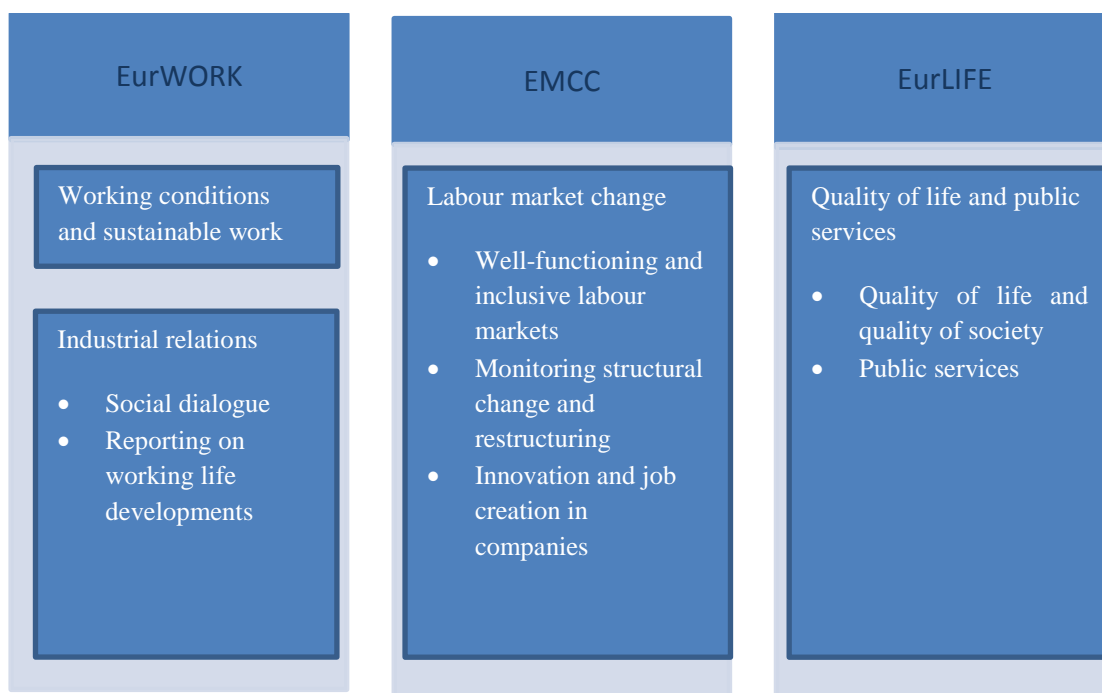 EurWORK
Working conditions
and sustainable work
Industrial relations
• Social dialogue
• Reporting on
working life
developments
EMCC
Labour market change
• Well-functioning and
inclusive labour
markets
• Monitoring structural
change and
restructuring
• Innovation and job
creation in
companies
EurLIFE
Quality of life and public
services
• Quality of life and
quality of society
• Public services